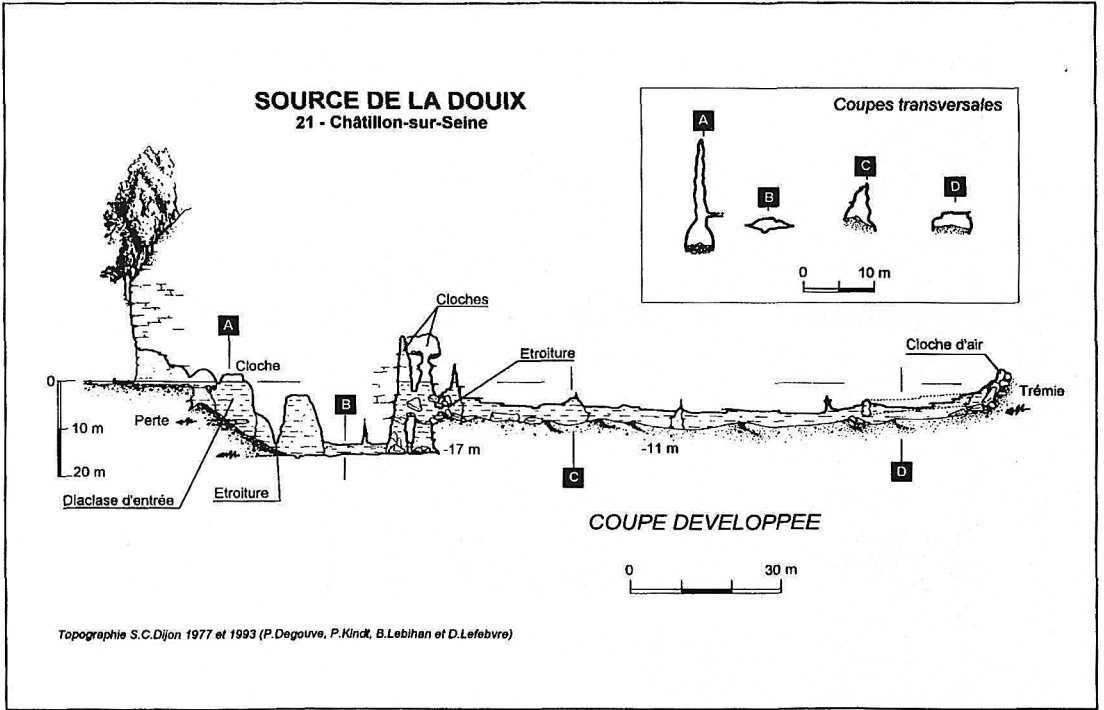 SOURCE DE LA DOUIX
21 - Châtillon-sur-Seine
Coupes transversales
A
B
C
D
0 10 m
Cloches
A
Cloche
Etroiture
Cloche d'air
0
B
Trémie
Perte
10 m
-17 m
-11 m
20 m
C
D
Diaclase d'entrée
Etroiture
COUPE DEVELOPPEE
0 30 m
Topographie S.C.Dijon 1977 et 1993 (P.Degouve, P.Kindt, B.Lebihan et D.Lefebvre)